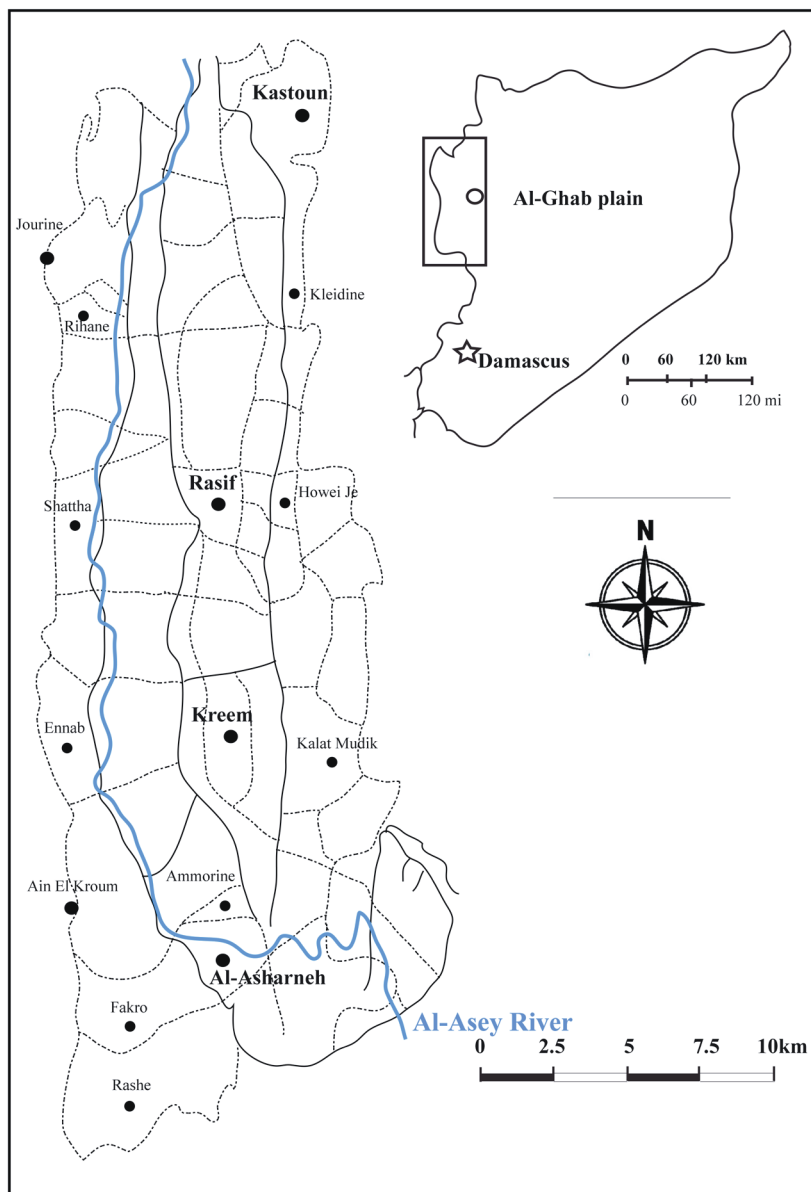 Kastoun
Jourine
Kleidine
Rihane
Rasif
Howei Je
Shattha
Kreem
Ennab
Kalat Mudik
Ammorine
Ain El Kroum
Al-Asharneh
Fakro
Rashe
Al-Asey River
Al-Ghab plain
Damascus
0 60 120 km
0 60 120 mi
N
0 2.5 5 7.5 10km